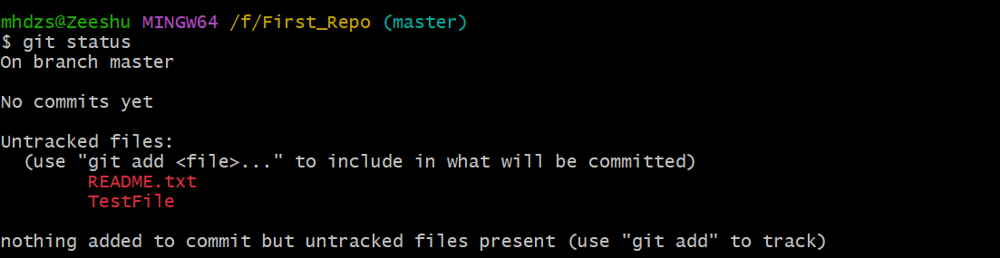 mhdzs@Zeeshu MINGW64 /f/First_Repo (master)
$ git status
On branch master
No commits yet
Untracked files:
(use "git add <file>..." to include in what will be committed)
README.txt
TestFile
nothing added to commit but untracked files present (use "git add" to track)